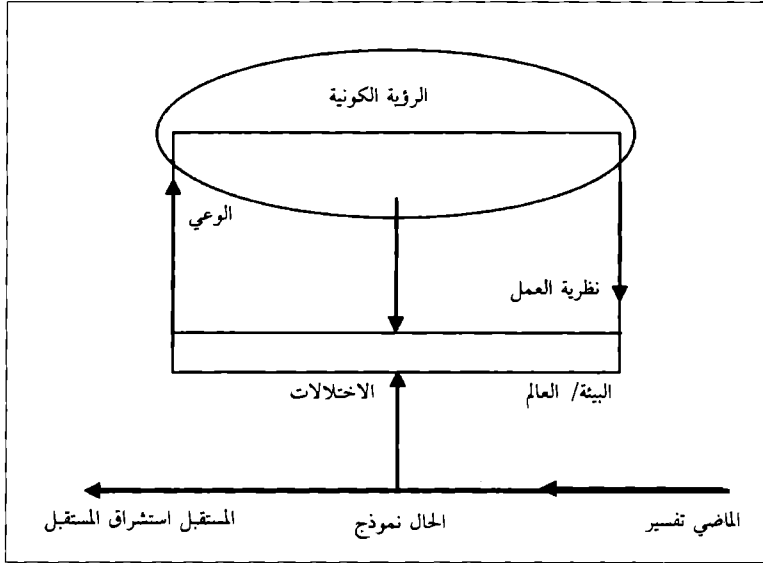 الرؤية الكونية
الوعي
نظرية العمل
البيئة/ العالم
الاختلالات
الماضي تفسير
الحال نموذج
المستقبل استشراق المستقبل